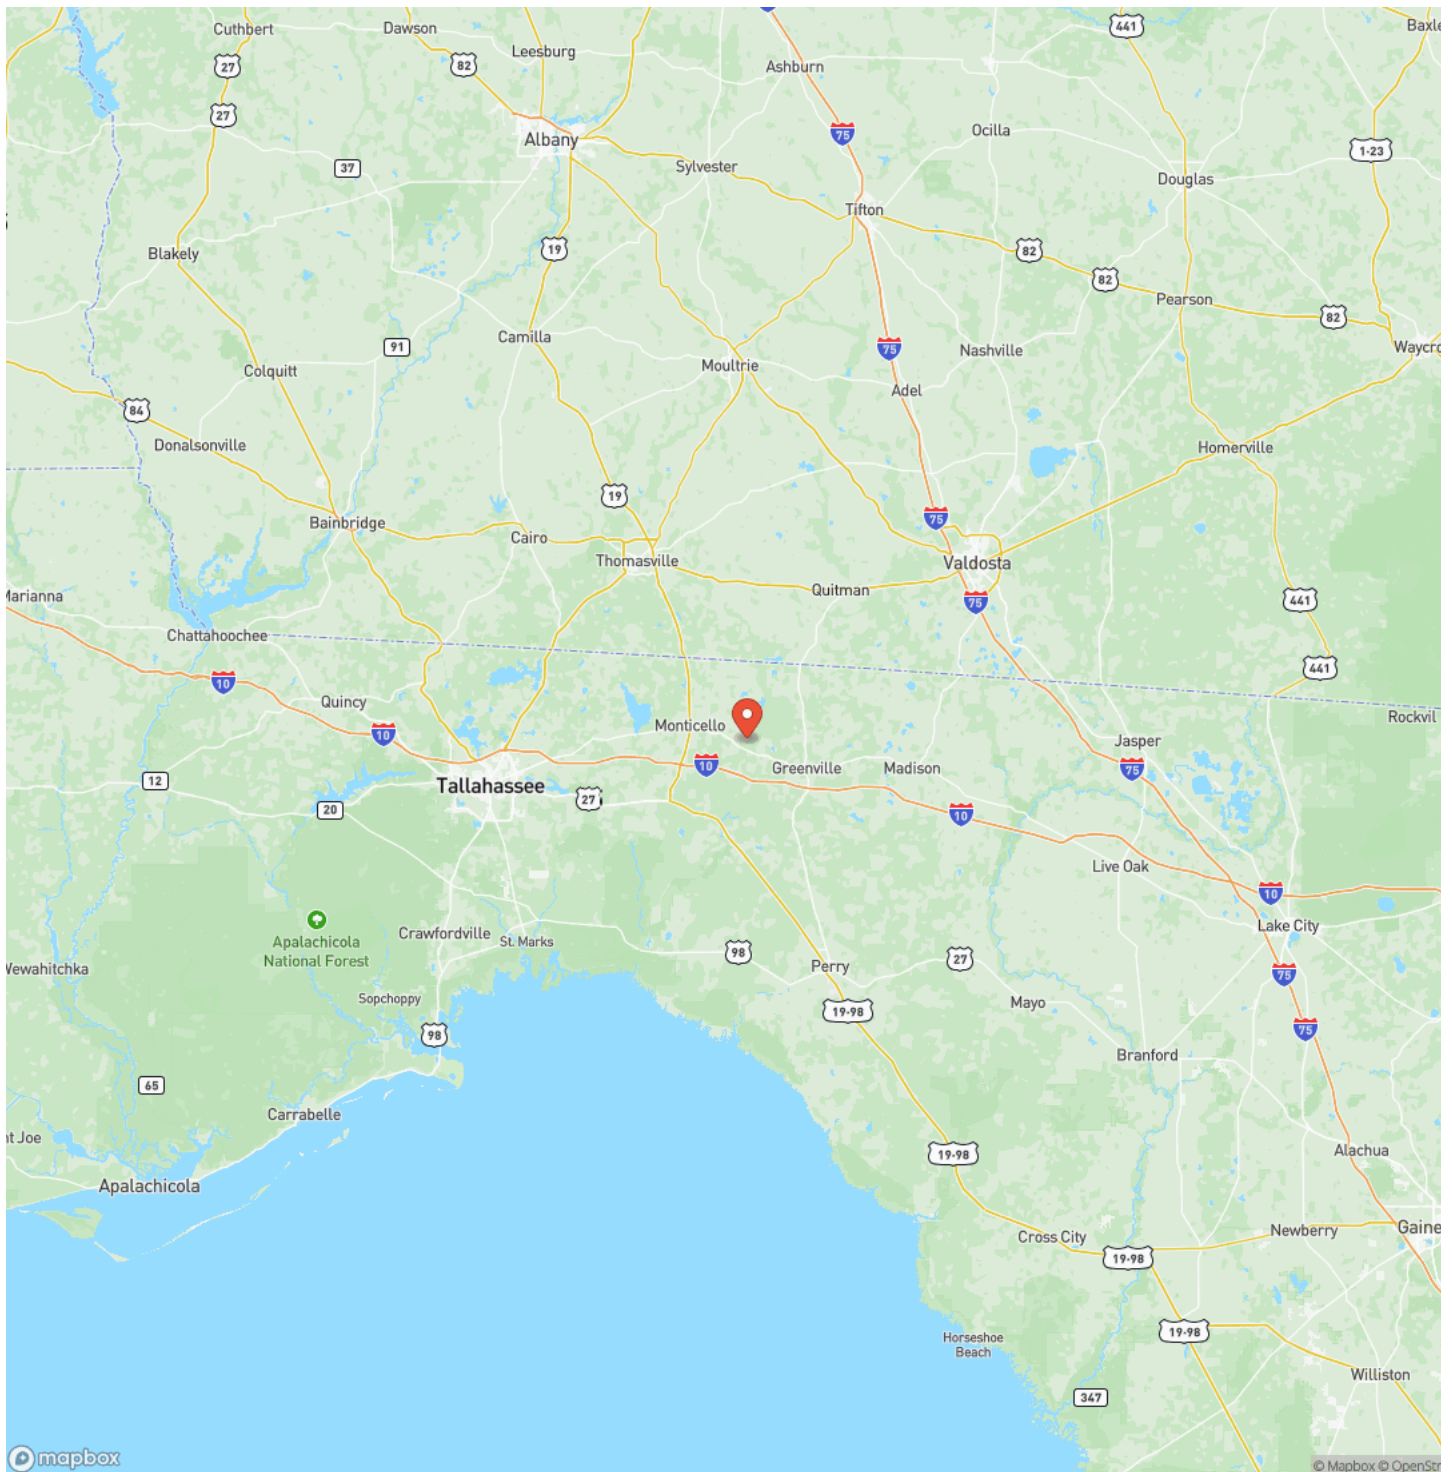 Cuthbert
Dawson
Leesburg
441
Baxle
27
82
Ashburn
27
75
Ocilla
Albany
1-23
37
Sylvester
Douglas
Tifton
Blakely
19
82
82
Pearson
82
Camilla
91
75
Nashville
Waycro
Moultrie
Colquitt
Adel
84
Donalsonville
Homerville
19
Bainbridge
75
Cairo
Thomasville
Valdosta
Quitman
Marianna
75
441
Chattahoochee
441
10
Quincy
Rockvil
Monticello
10
Jasper
10
Greenville
Madison
75
12
Tallahassee
27
20
10
Live Oak
10
Apalachicola
National Forest
Crawfordville
St. Marks
Lake City
98
27
Wewahitchka
Perry
75
Sopchoppy
Mayo
19-98
98
75
Branford
65
Carrabelle
nt Joe
19-98
Alachua
Apalachicola
Newberry
Gaine
Cross City
19-98
19-98
Horseshoe
Beach
Williston
347
mapbox
© Mapbox © OpenStr